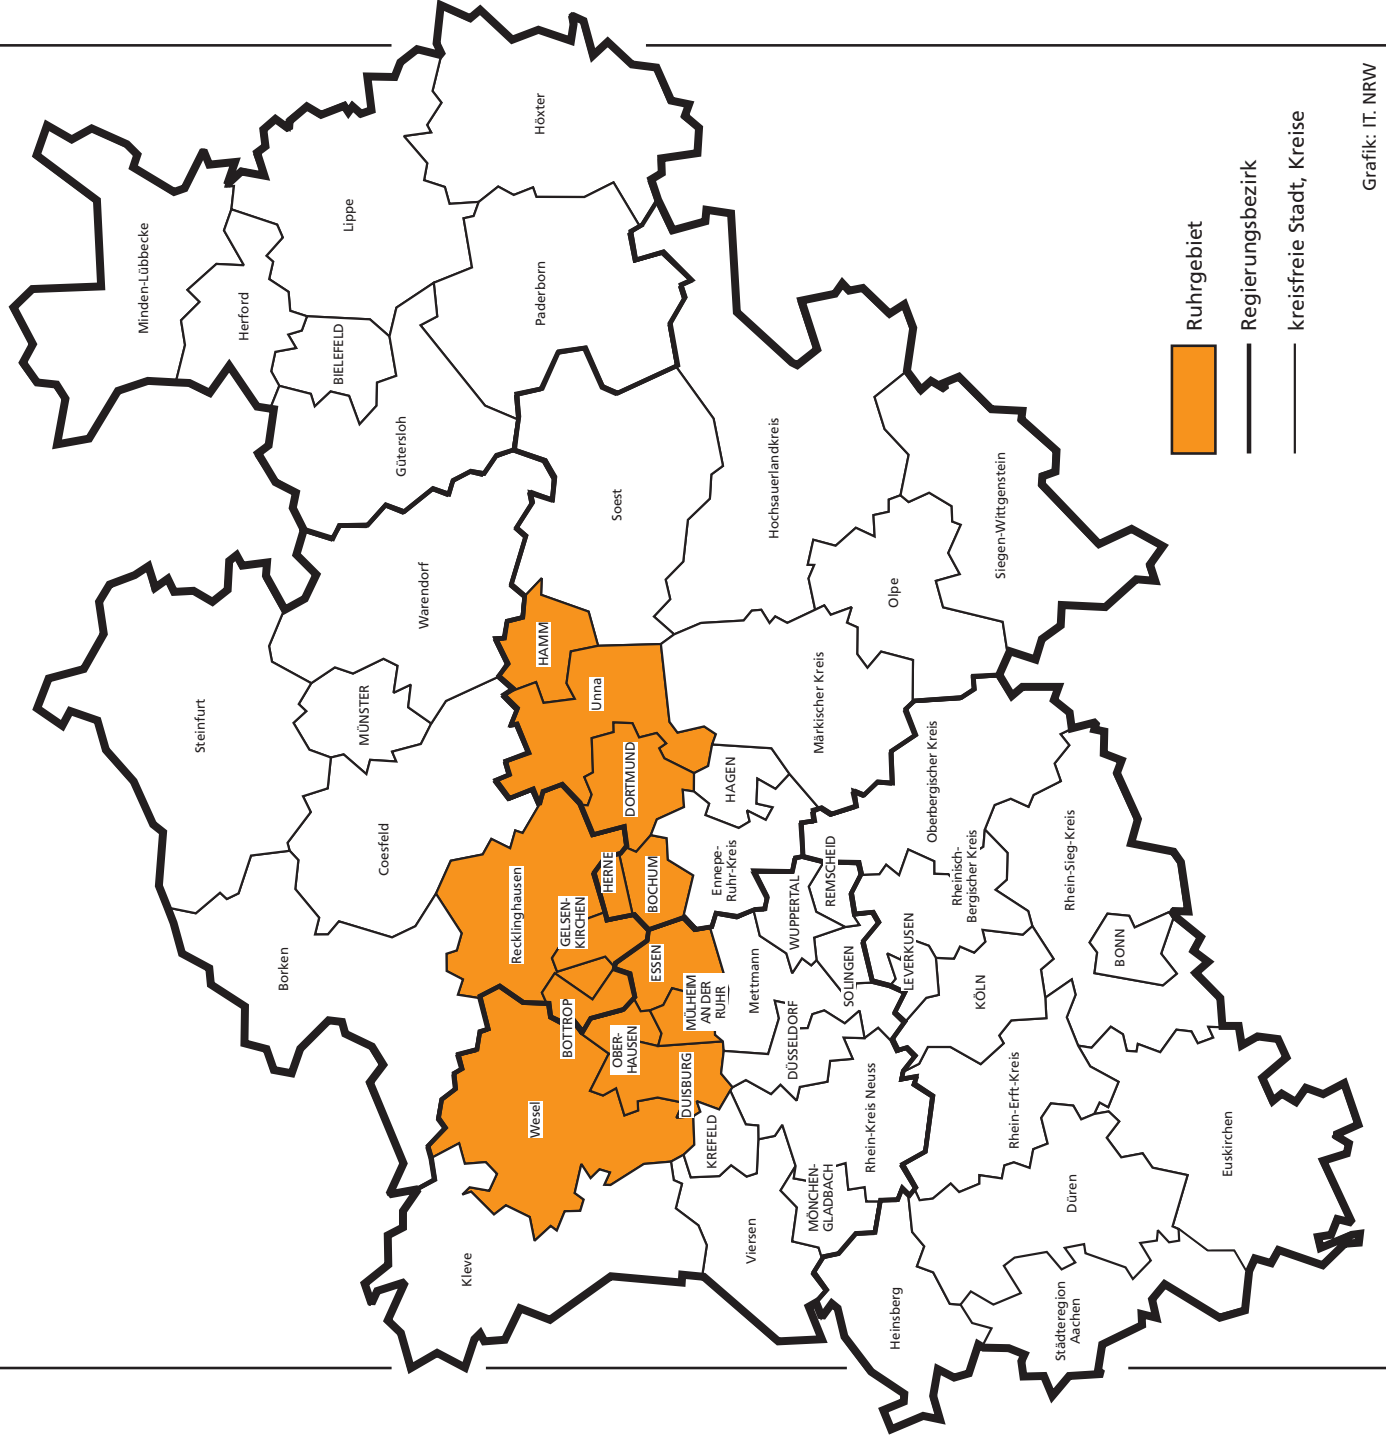 Minden-Lübbecke
Steinfurt
Herford
BIELEFELD
Lippe
Höxter
Borken
MÜNSTER
Warendorf
Gütersloh
Coesfeld
Paderborn
Kleve
Wesel
Recklinghausen
BOTTROP
GELSEN-
KIRCHEN
HAMM
Unna
Soest
OBER-
HAUSEN
HERNE
DORTMUND
DUISBURG
MÜLHEIM
AN DER
RUHR
ESSEN
BOCHUM
KREFELD
Ennepe-
Ruhr-Kreis
HAGEN
Hochsauerlandkreis
Viersen
Mettmann
WUPPERTAL
Märkischer Kreis
MÖNCHEN-
GLADBACH
DÜSSELDORF
SOLINGEN
REMSCHEID
Rhein-Kreis Neuss
LEVERKUSEN
Oberbergischer Kreis
Olpe
Heinsberg
KÖLN
Rheinisch-
Bergischer Kreis
Siegen-Wittgenstein
Rhein-Erft-Kreis
Rhein-Sieg-Kreis
Düren
BONN
Städteregion
Aachen
Euskirchen
Ruhrgebiet
Regierungsbezirk
kreisfreie Stadt, Kreise
Grafik: IT. NRW